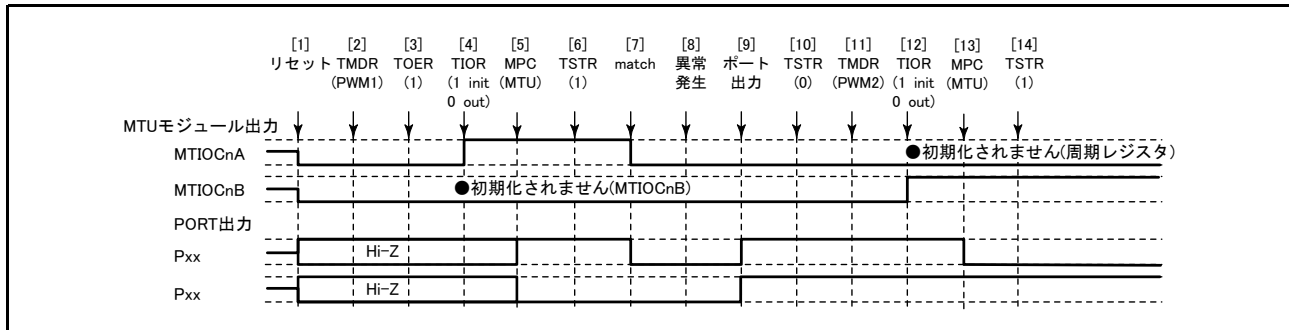 [1] [2] [3] [4] [5] [6] [7] [8] [9] [10] [11] [12] [13] [14]
リセット TMDR TOER TIOR MPC TSTR match 異常 ポート TSTR TMDR TIOR MPC TSTR
(PWM1) (1) (1 init (MTU) (1) 発生 出力 (0) (PWM2) (1 init (MTU) (1)
0 out) 0 out)
MTUモジュール出力
MTIOCnA ●初期化されません(周期レジスタ)
MTIOCnB ●初期化されません(MTIOCnB)
PORT出力
Pxx Hi-Z
Pxx Hi-Z